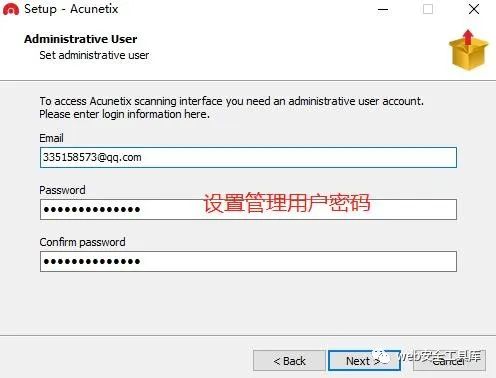 Setup - Acunetix
Administrative User
Set administrative user
To access Acunetix scanning interface you need an administrative user account.
Please enter login information here.
Email
335158573@qq.com
Password
●●●●●●●●●●●●●●
设置管理用户密码
Confirm password
●●●●●●●●●●●●●●
< Back
Next >
Cancel
web安全工具库